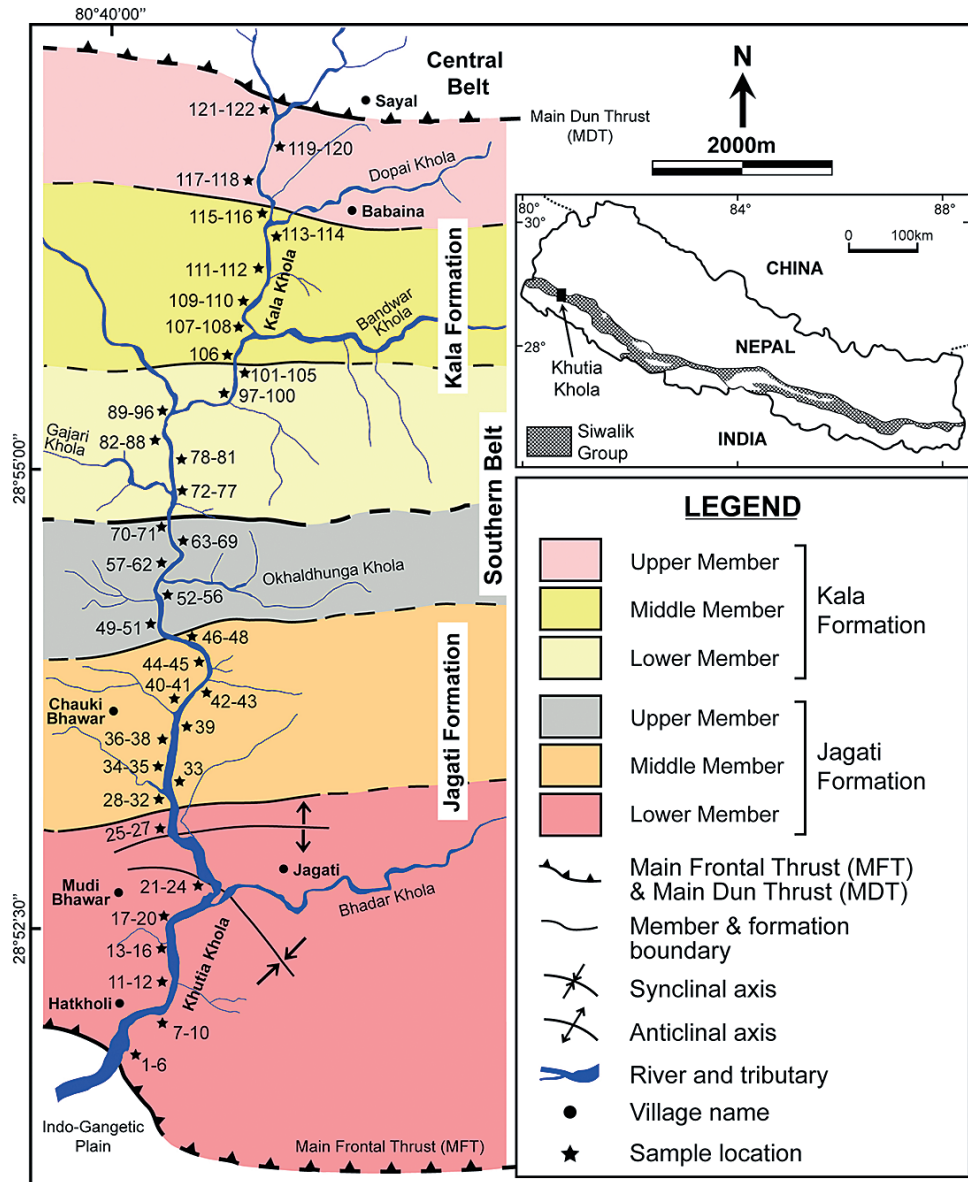 80°40'00''
Central
Belt
Sayal
121-122
Main Dun Thrust
(MDT)
119-120
Dopai Khola
117-118
Babaina
115-116
113-114
111-112
Kala Khola
109-110
Bandwar
Khola
107-108
106
101-105
97-100
Kala Formation
89-96
Gajari
Khola
82-88
78-81
28°55'00
72-77
Southern Belt
70-71
63-69
57-62
Okhaldhunga Khola
52-56
49-51
46-48
44-45
40-41
42-43
Chauki
Bhawar
39
36-38
34-35
33
28-32
Jagati Formation
25-27
Jagati
21-24
Mudi
Bhawar
Bhadar Khola
17-20
28°52'30
13-16
Khutia Khola
11-12
Hatkholi
7-10
1-6
Indo-Gangetic
Plain
Main Frontal Thrust (MFT)
N
2000m
80°
84°
88°
30°
0 100km
CHINA
28°
NEPAL
Khutia
Khola
INDIA
Siwalik
Group
LEGEND
Upper Member
Middle Member
Lower Member
Kala
Formation
Upper Member
Middle Member
Lower Member
Jagati
Formation
Main Frontal Thrust (MFT)
& Main Dun Thrust (MDT)
Member & formation
boundary
Synclinal axis
Anticlinal axis
River and tributary
Village name
Sample location